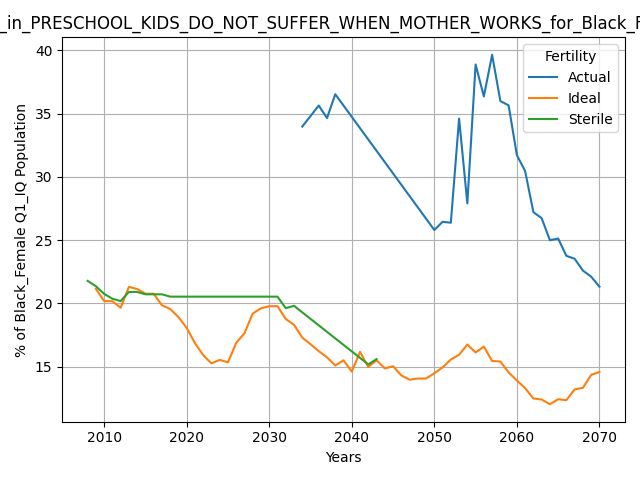 _in_PRESCHOOL_KIDS_DO_NOT_SUFFER_WHEN_MOTHER_WORKS_for_Black_F
40
35
30
25
20
15
% of Black_Female Q1_IQ Population
Fertility
Actual
Ideal
Sterile
2010 2020 2030 2040 2050 2060 2070
Years